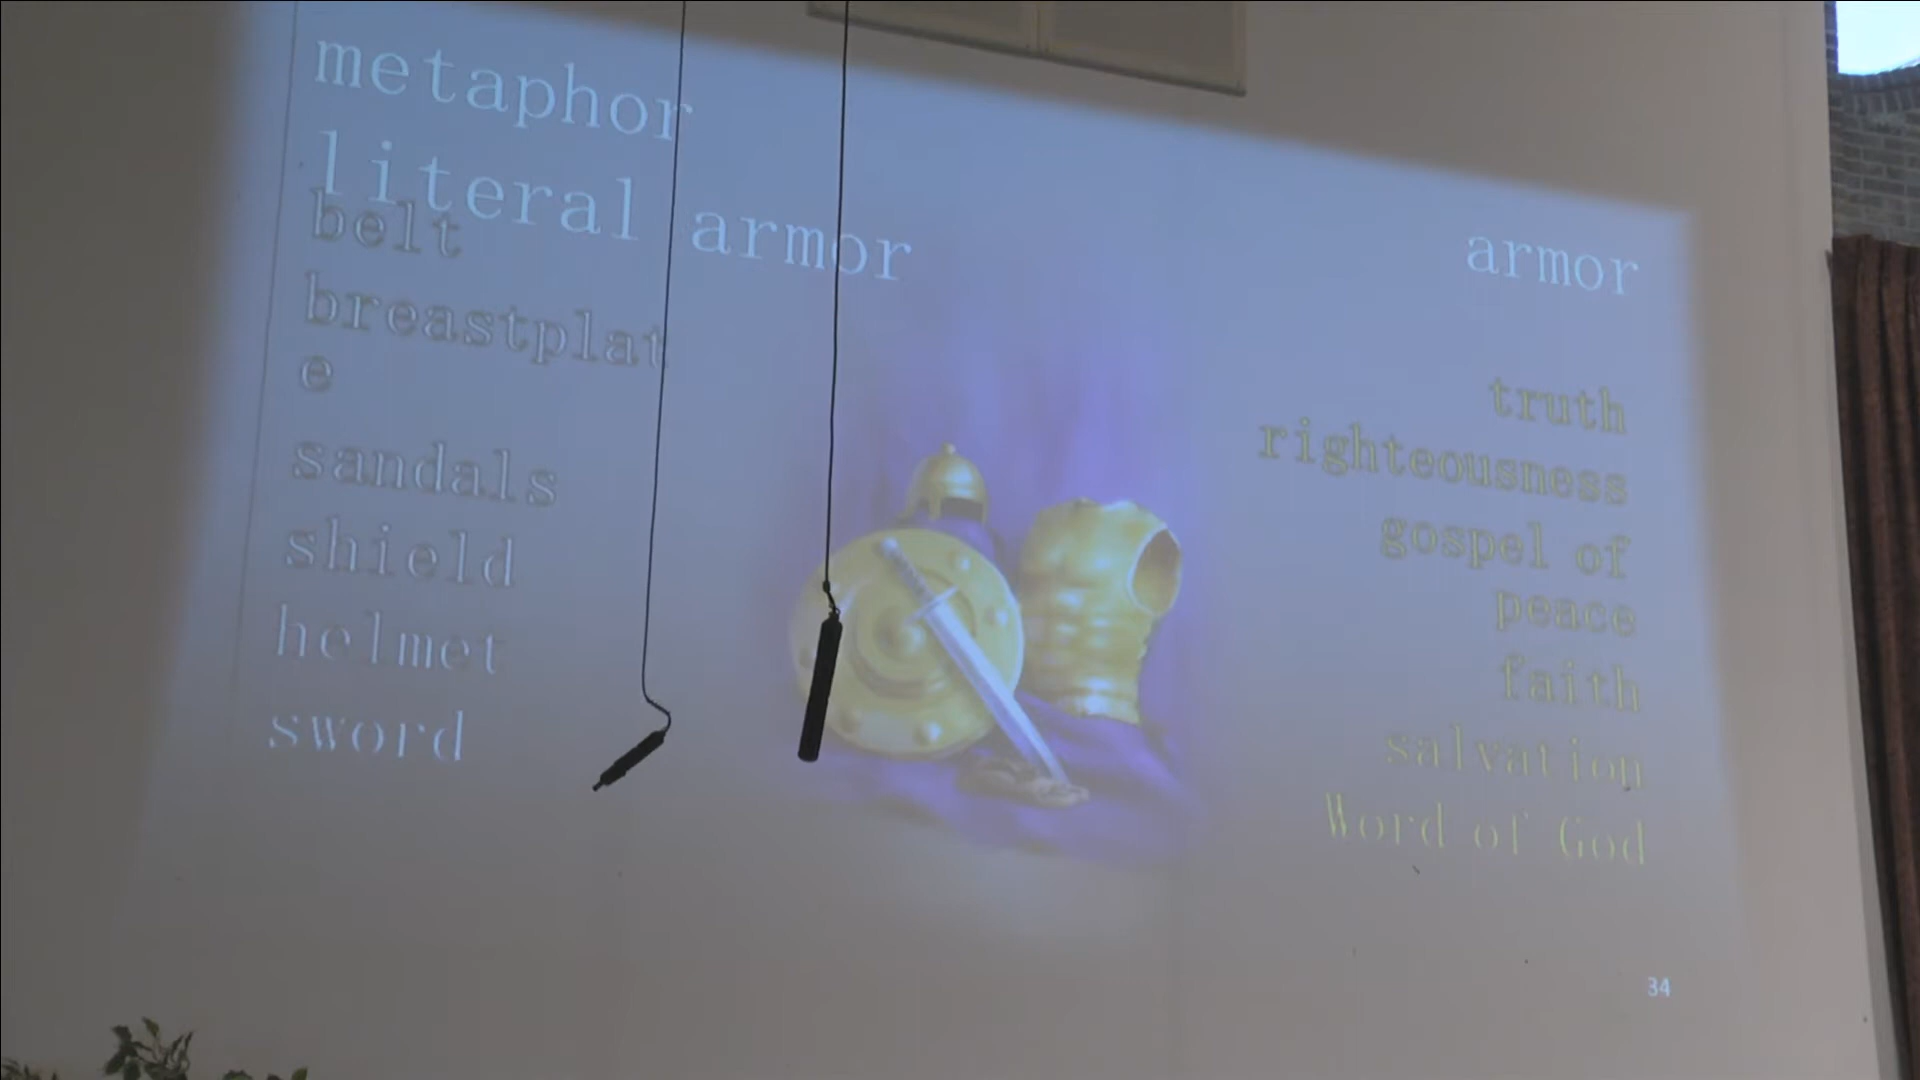 metaphor
literal armor
belt
breastplat
e
sandals
shield
helmet
sword
armor
truth
righteousness
gospel of
peace
faith
salvation
Word of God
34